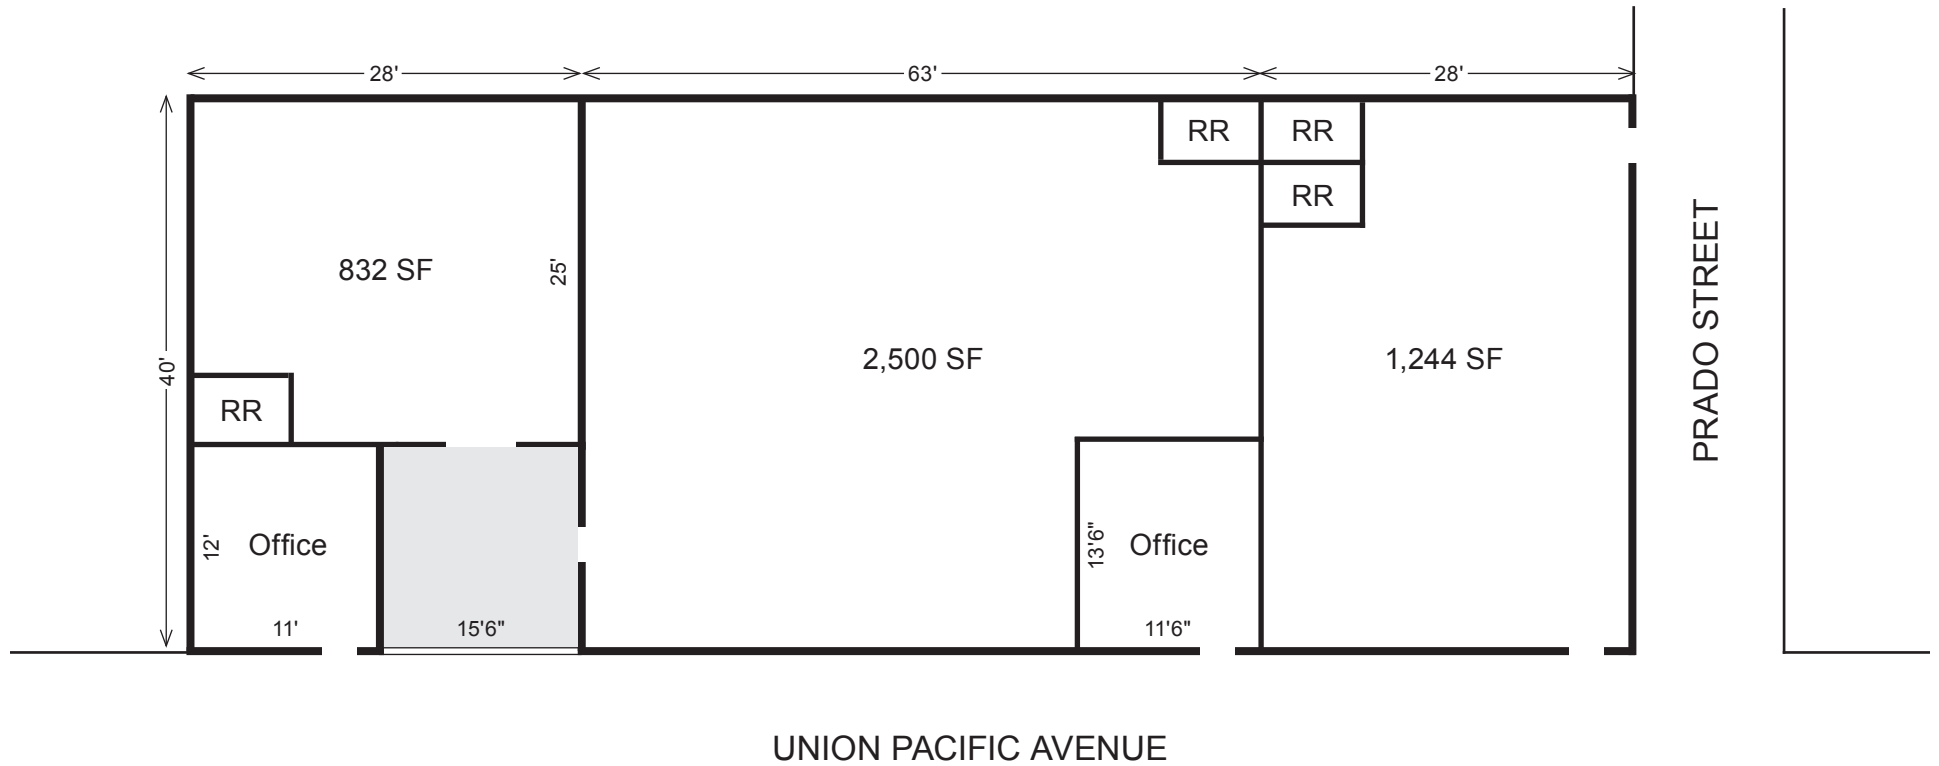 28'
63'
28'
RR
RR
RR
832 SF
25'
40'
2,500 SF
1,244 SF
PRADO STREET
RR
12'
Office
11'
15'6"
13'6"
Office
11'6"
UNION PACIFIC AVENUE